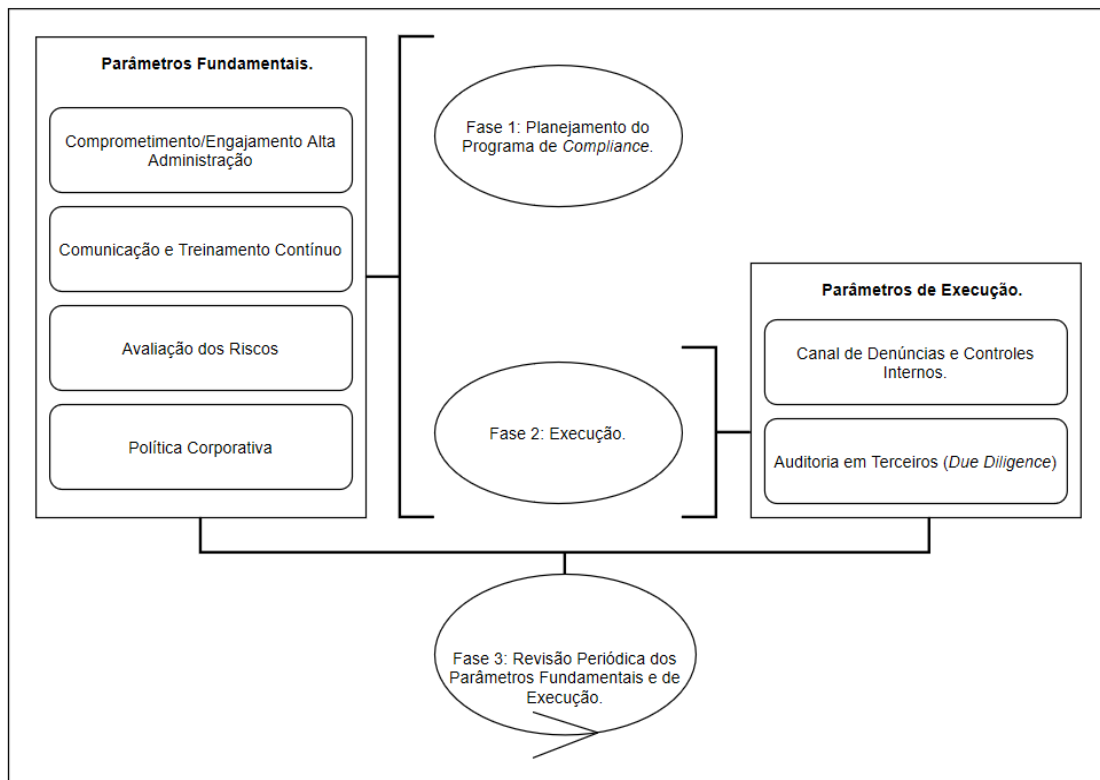 Parâmetros Fundamentais.
Comprometimento/Engajamento Alta
Administração
Comunicação e Treinamento Contínuo
Avaliação dos Riscos
Política Corporativa
Fase 1: Planejamento do
Programa de Compliance.
Fase 2: Execução.
Parâmetros de Execução.
Canal de Denúncias e Controles
Internos.
Auditoria em Terceiros (Due Diligence)
Fase 3: Revisão Periódica dos
Parâmetros Fundamentais e de
Execução.